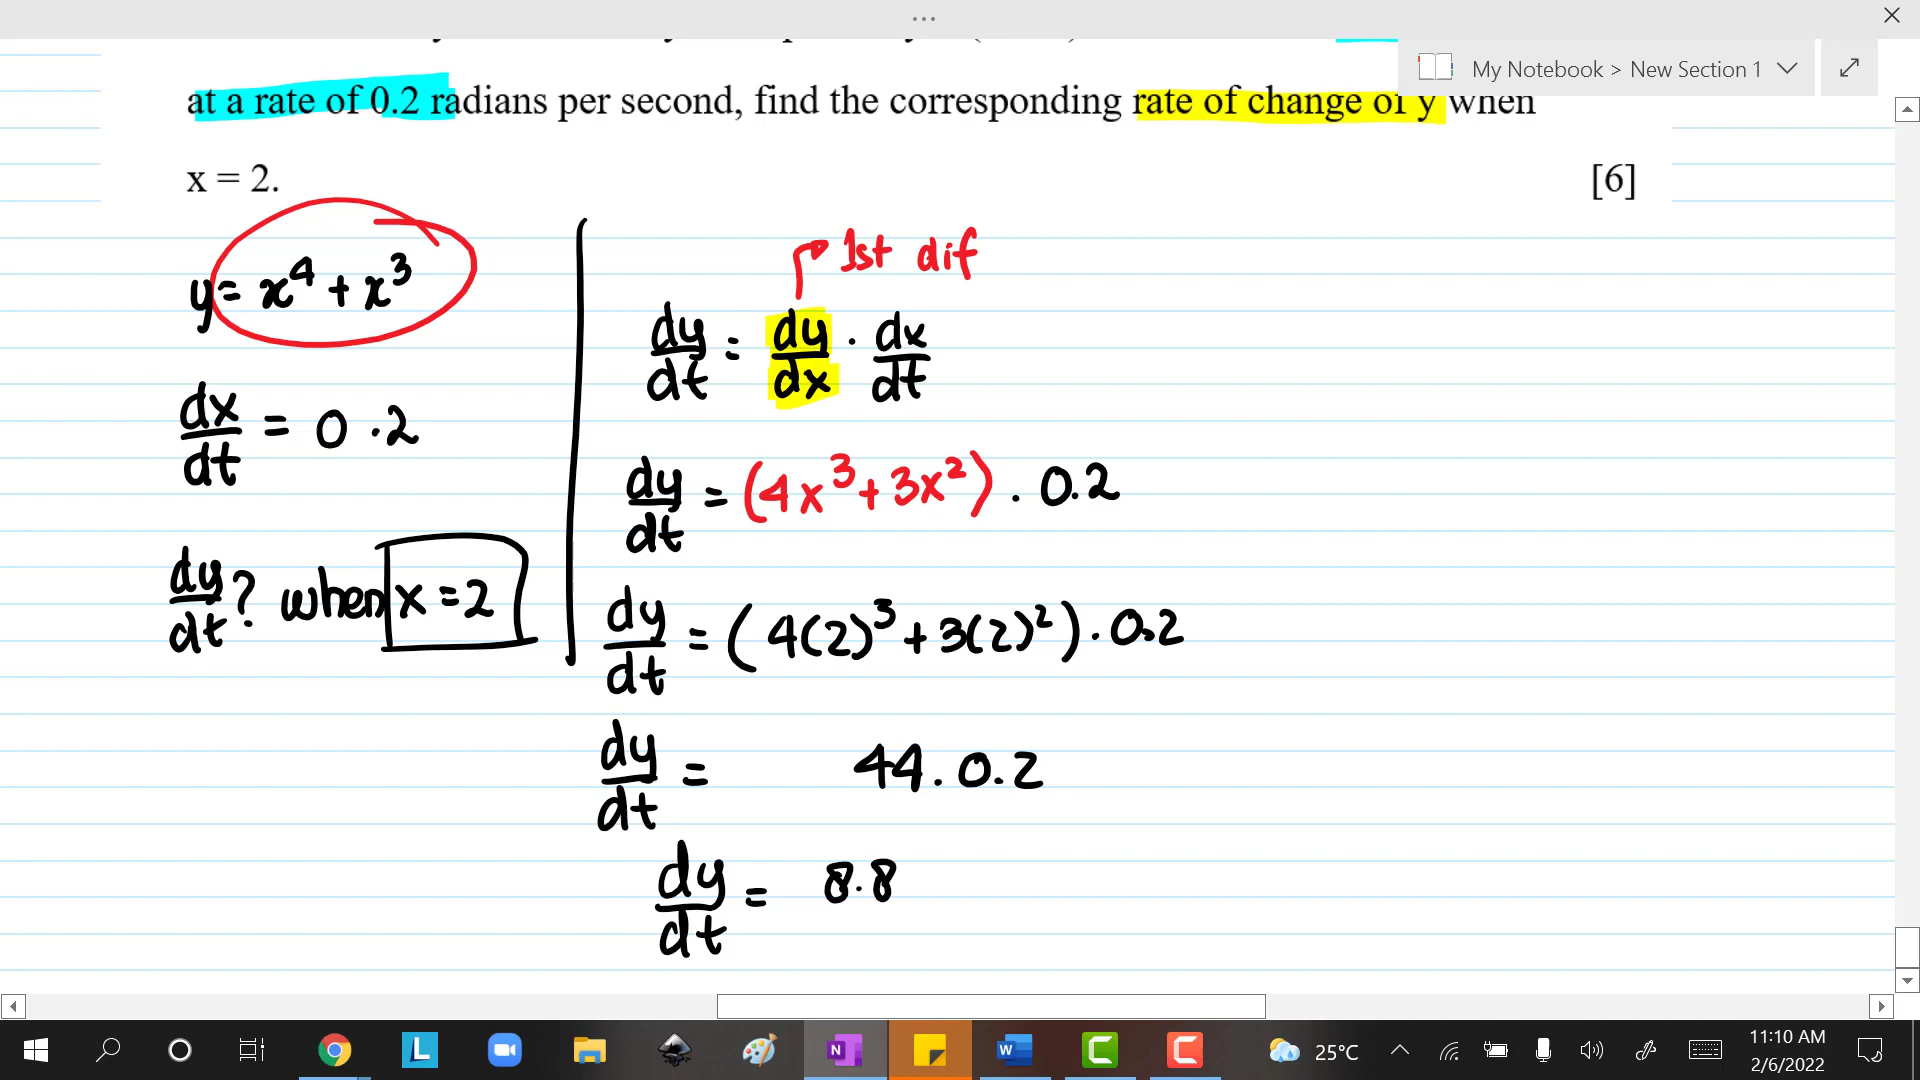 ...
My Notebook > New Section 1
at a rate of 0.2 radians per second, find the corresponding rate of change of y when
x = 2. [6]
y = x⁴ + x³
dx/dt = 0.2
dy/dt? when x = 2
1st dif
dy/dt = dy/dx · dx/dt
dy/dt = (4x³ + 3x²) · 0.2
dy/dt = (4(2)³ + 3(2)²) · 0.2
dy/dt = 44 . 0.2
dy/dt = 8.8
L
N
W
25°C
11:10 AM
2/6/2022